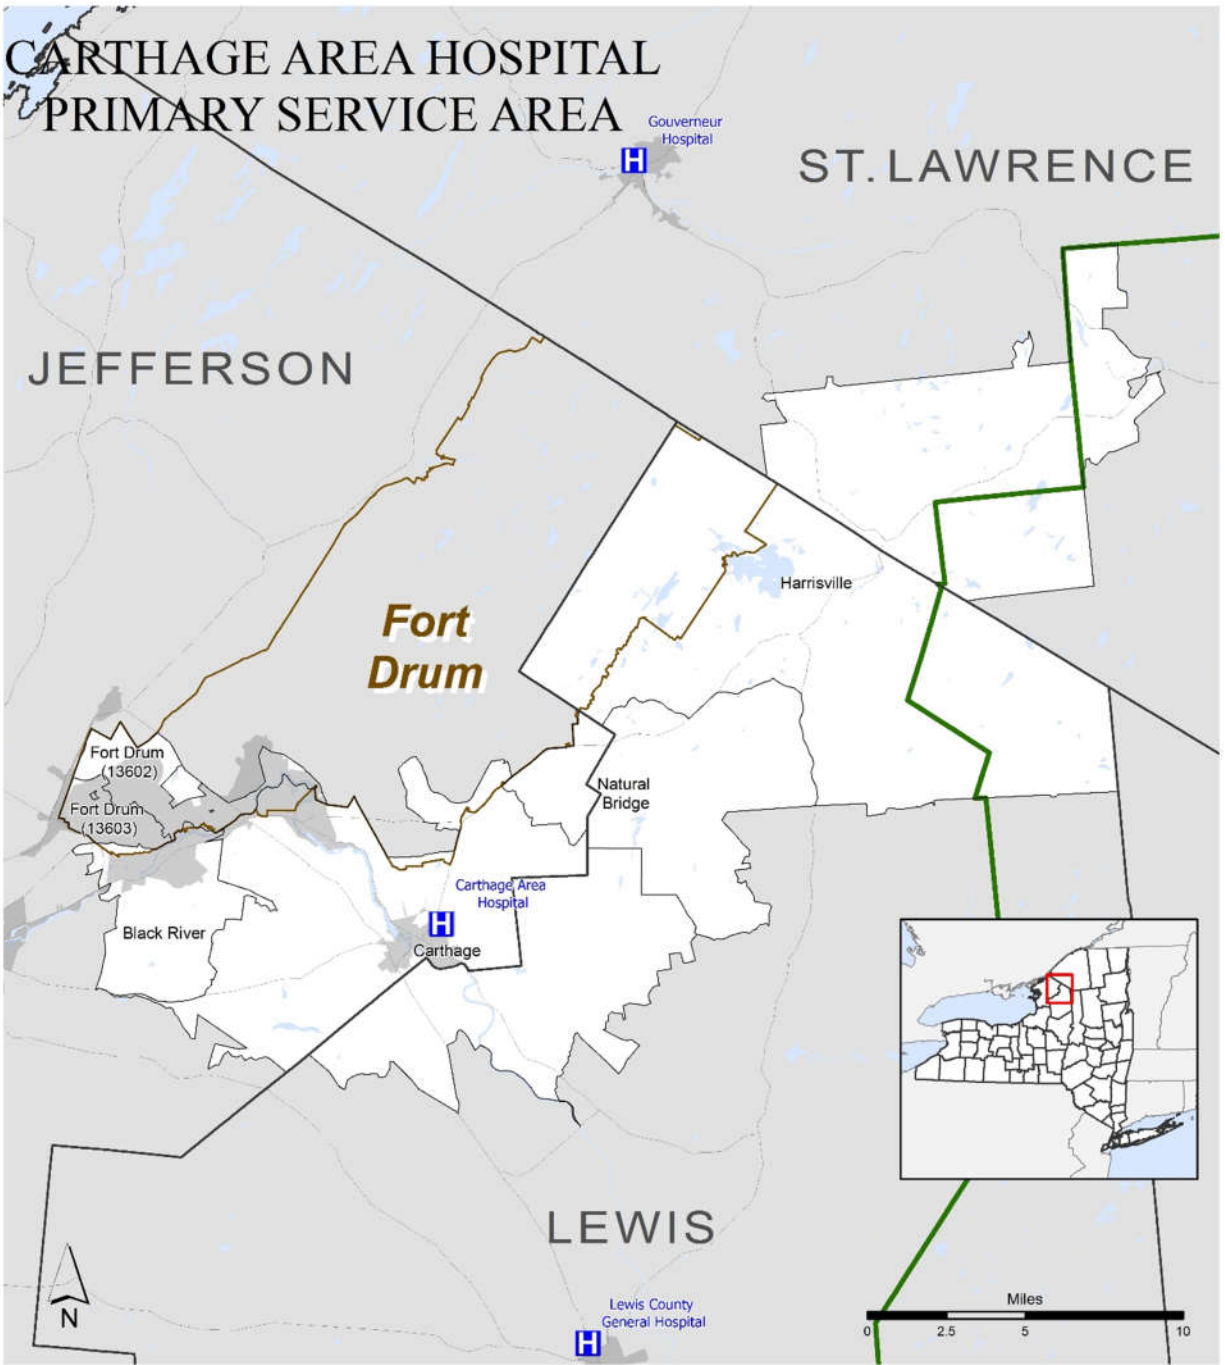 CARTHAGE AREA HOSPITAL
PRIMARY SERVICE AREA
Gouverneur
Hospital
ST. LAWRENCE
JEFFERSON
Harrisville
Fort
Drum
Fort Drum
(13602)
Fort Drum
(13603)
Natural
Bridge
Carthage Area
Hospital
Black River
Carthage
LEWIS
N
Lewis County
General Hospital
Miles
0 2.5 5 10
H
H
H